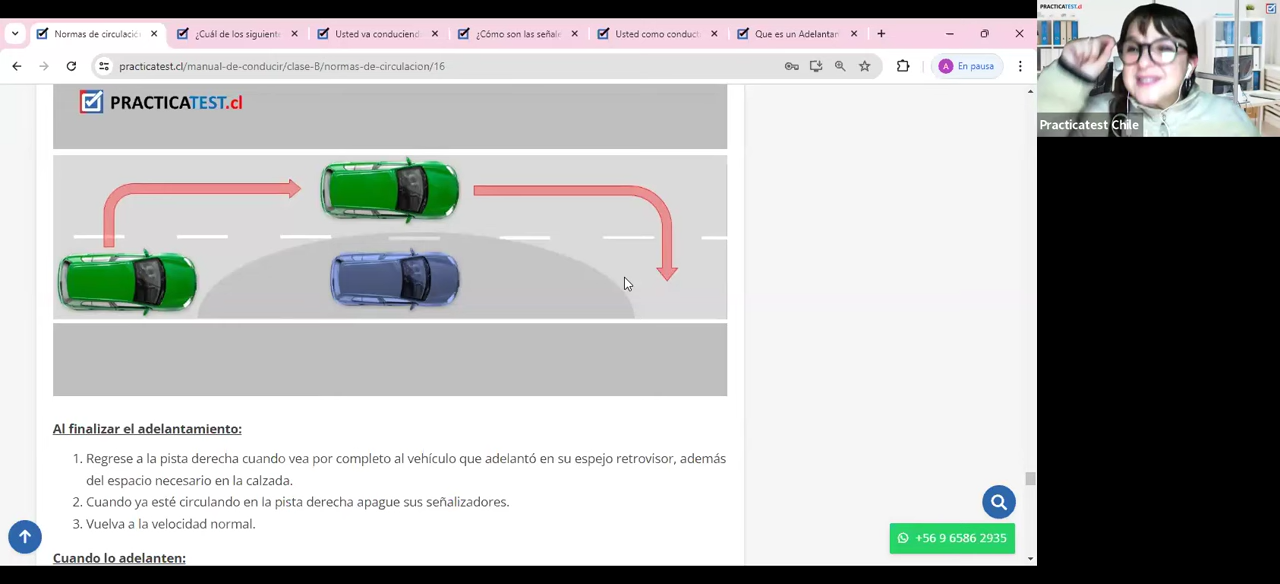 Normas de circulació
¿Cuál de los siguient
Usted va conduciend
¿Cómo son las señale
Usted como conduct
Que es un Adelantan
practicatest.cl/manual-de-conducir/clase-B/normas-de-circulacion/16
A En pausa
PRACTICATEST.cl
PRACTICATEST.cl
Practicatest Chile
Al finalizar el adelantamiento:
1. Regrese a la pista derecha cuando vea por completo al vehículo que adelantó en su espejo retrovisor, además
del espacio necesario en la calzada.
2. Cuando ya esté circulando en la pista derecha apague sus señalizadores.
3. Vuelva a la velocidad normal.
+56 9 6586 2935
Cuando lo adelanten: